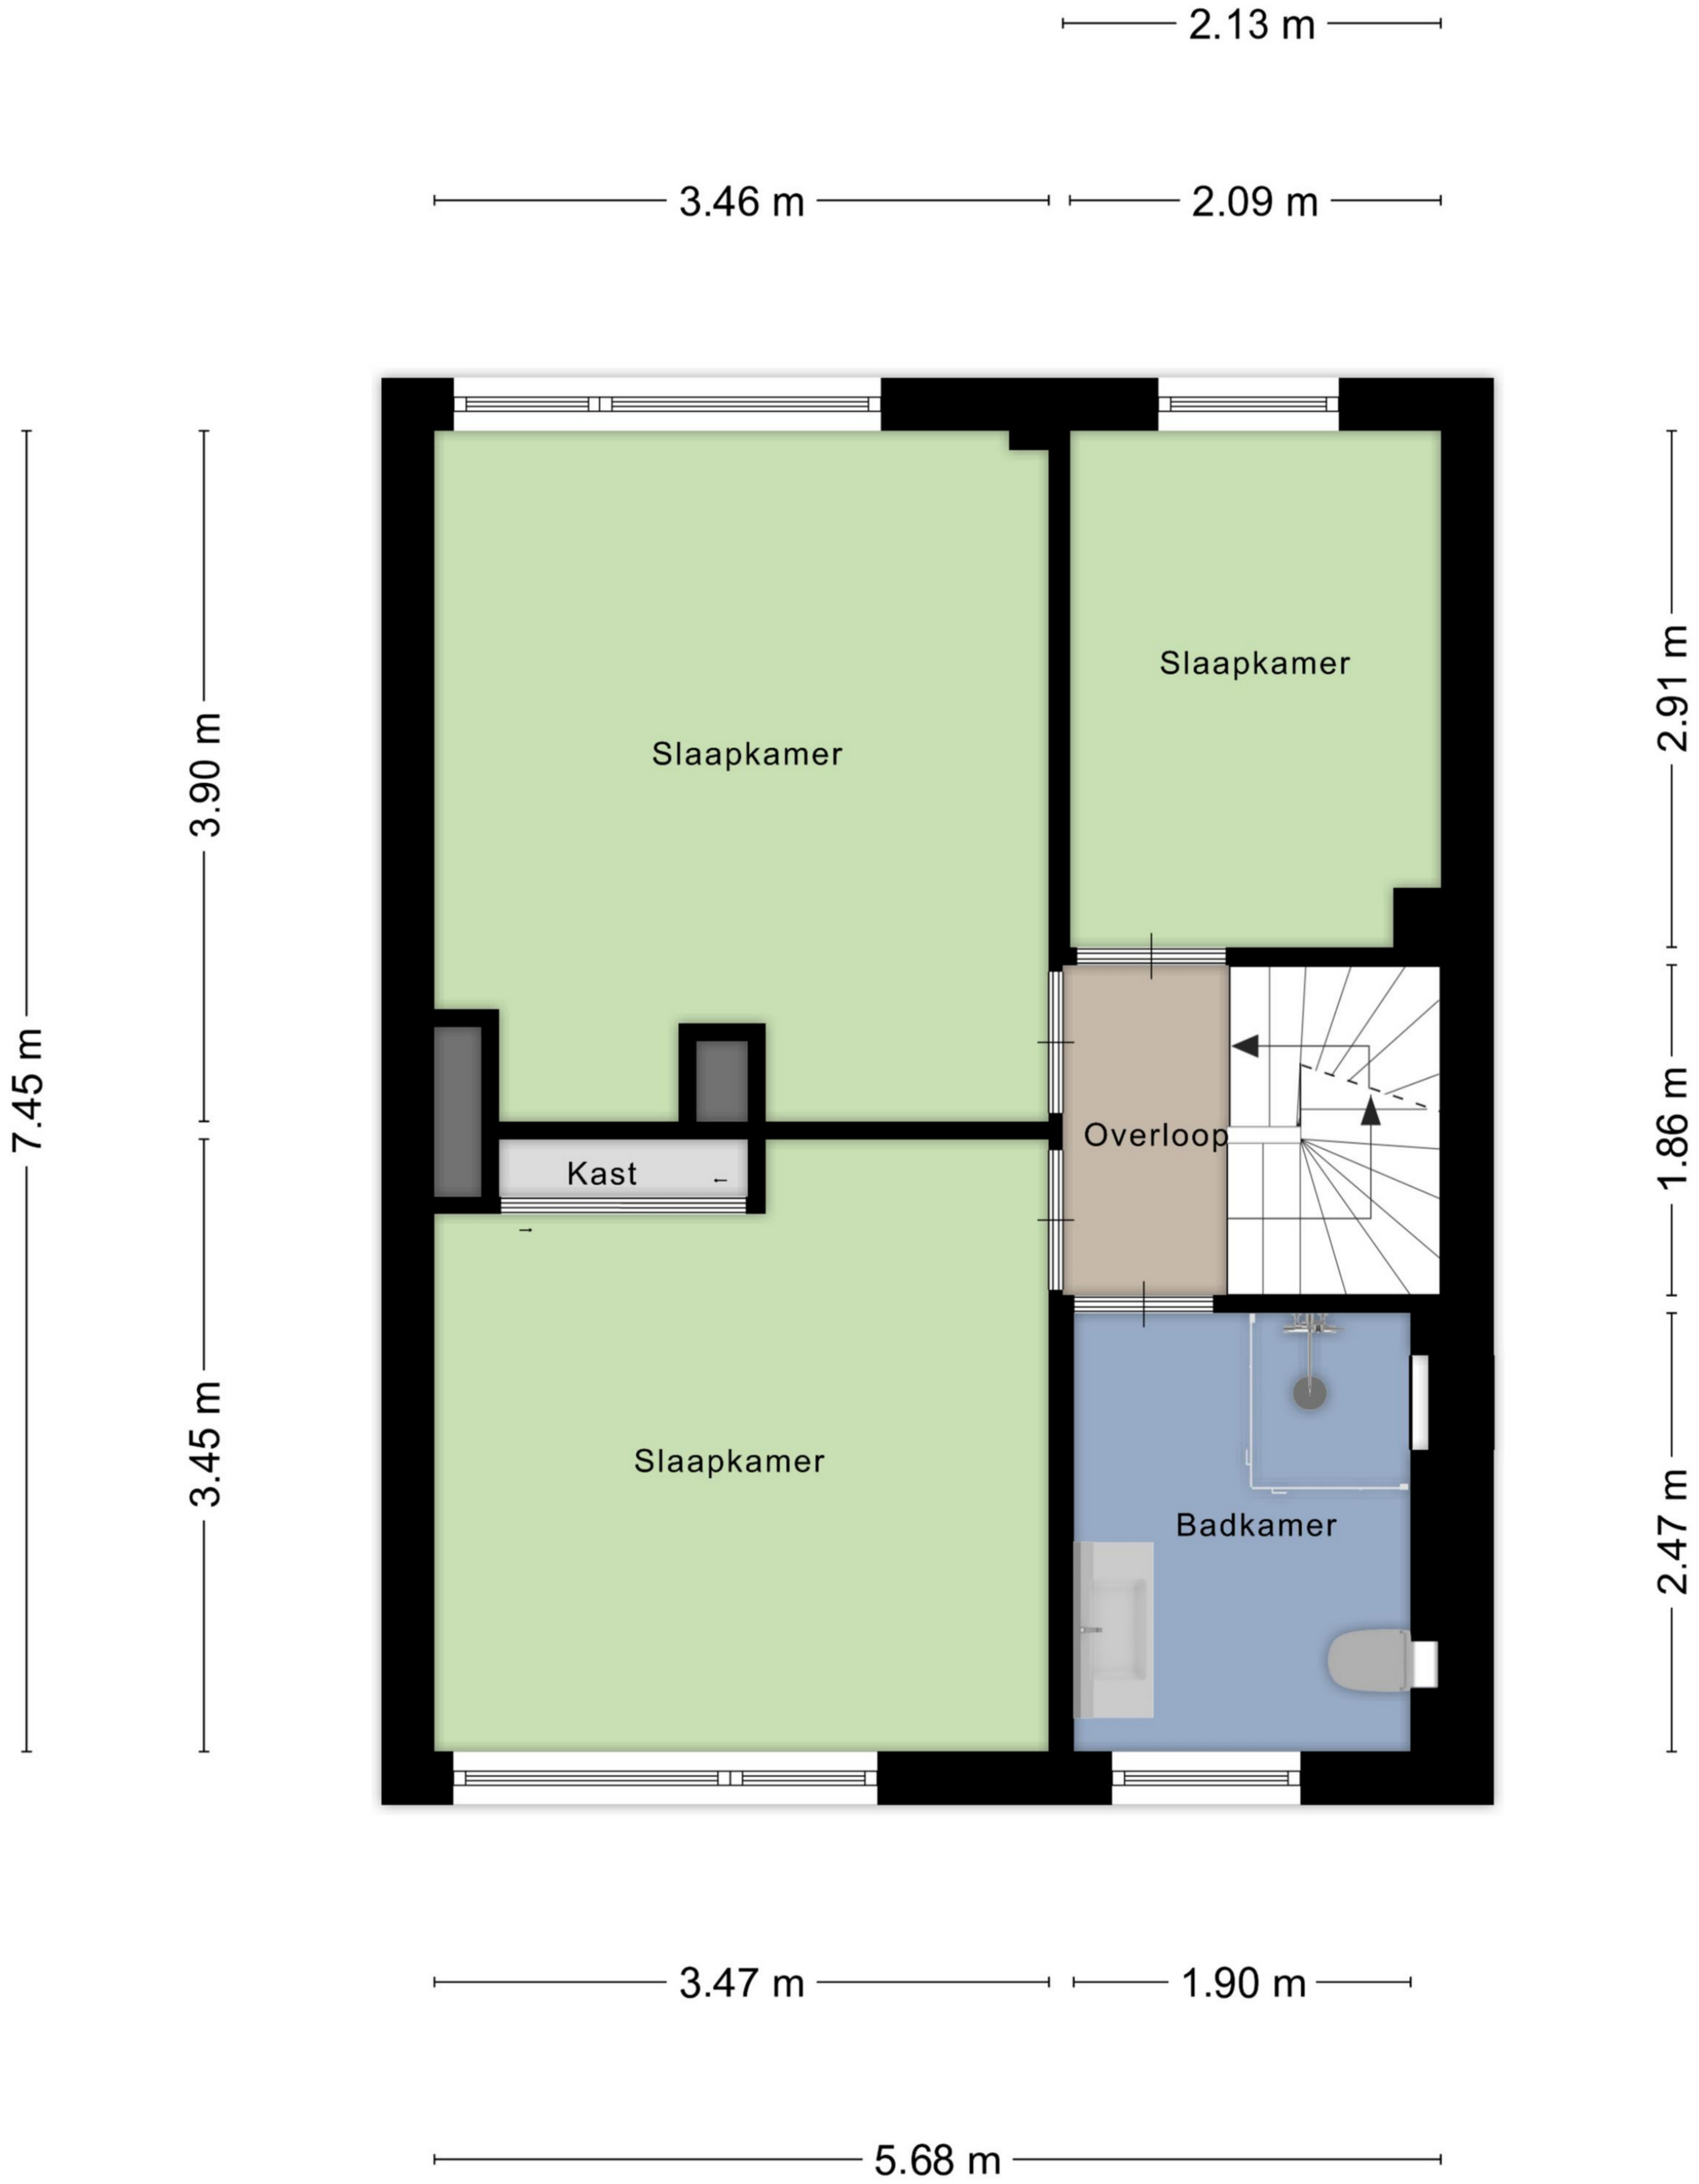 2.13 m
3.46 m
2.09 m
Slaapkamer
Slaapkamer
2.91 m
3.90 m
7.45 m
Overloop
1.86 m
Kast
3.45 m
Slaapkamer
Badkamer
2.47 m
3.47 m
1.90 m
5.68 m